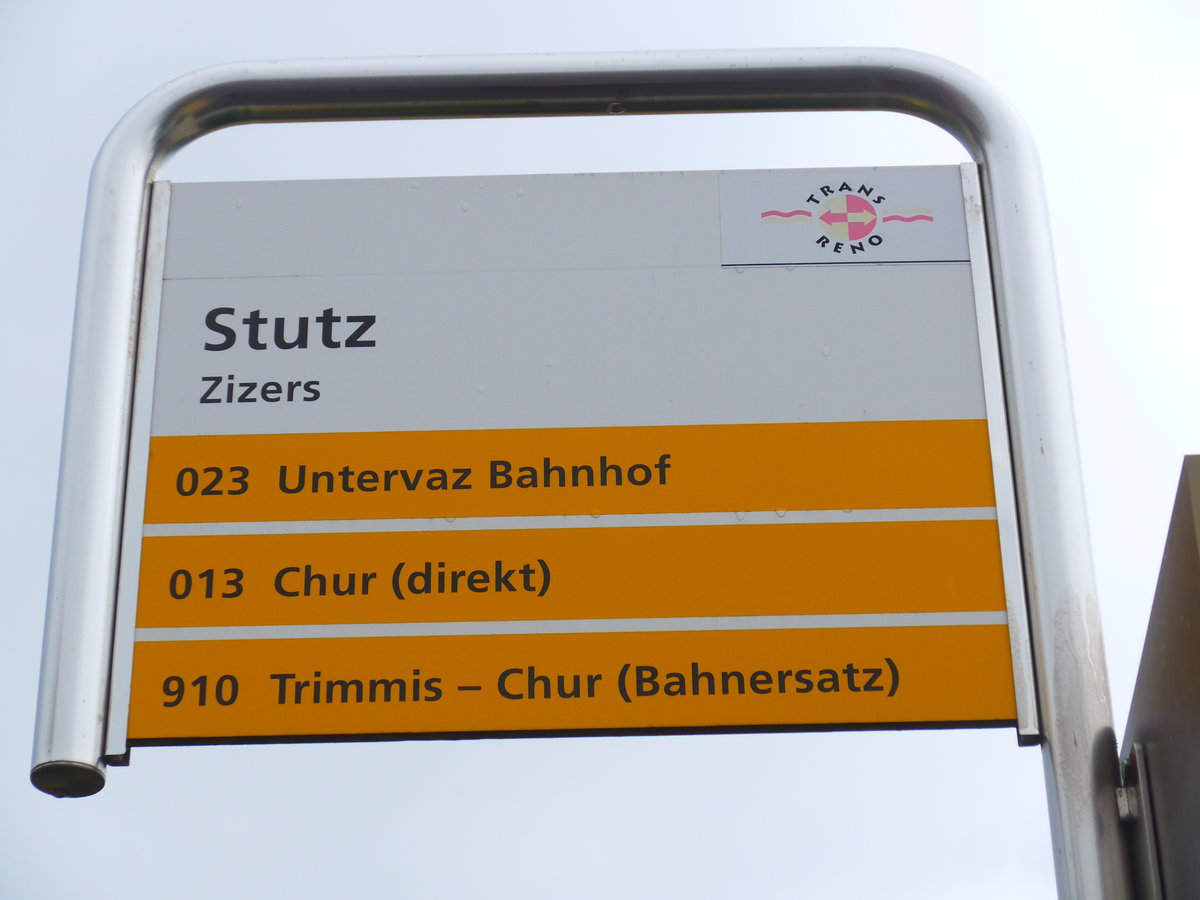 TRANS
RENO
Stutz
Zizers
023 Untervaz Bahnhof
013 Chur (direkt)
910 Trimmis – Chur (Bahnersatz)